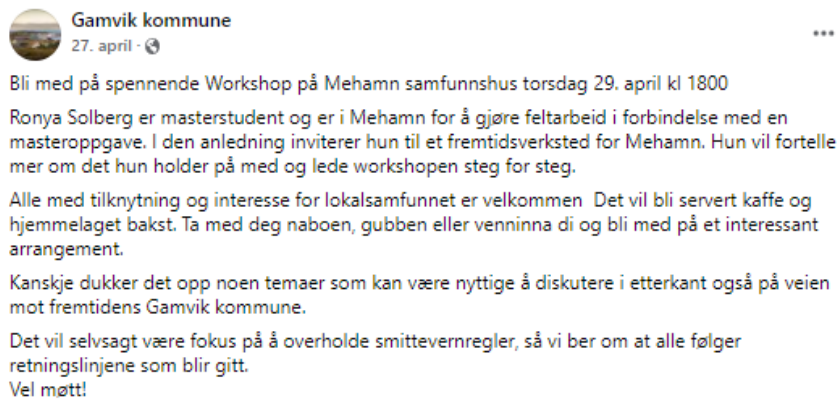 Gamvik kommune
27. april ·
Bli med på spennende Workshop på Mehamn samfunnshus torsdag 29. april kl 1800
Ronya Solberg er masterstudent og er i Mehamn for å gjøre feltarbeid i forbindelse med en
masteroppgave. I den anledning inviterer hun til et fremtidsverksted for Mehamn. Hun vil fortelle
mer om det hun holder på med og lede workshopen steg for steg.
Alle med tilknytning og interesse for lokalsamfunnet er velkommen  Det vil bli servert kaffe og
hjemmelaget bakst. Ta med deg naboen, gubben eller venninna di og bli med på et interessant
arrangement.
Kanskje dukker det opp noen temaer som kan være nyttige å diskutere i etterkant også på veien
mot fremtidens Gamvik kommune.
Det vil selvsagt være fokus på å overholde smittevernregler, så vi ber om at alle følger
retningslinjene som blir gitt.
Vel møtt!